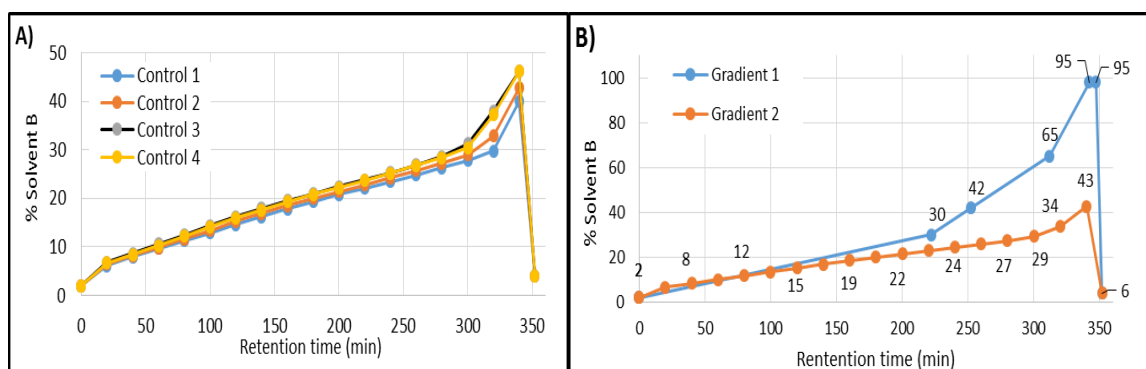 A)
50
40
30
20
10
0
% Solvent B
Control 1
Control 2
Control 3
Control 4
0 50 100 150 200 250 300 350
Retention time (min)
B)
100
80
60
40
20
0
% Solvent B
Gradient 1
Gradient 2
95 95
65
42
30
43
34
2 8 12 15 19 22 24 27 29
6
0 50 100 150 200 250 300 350
Rentention time (min)